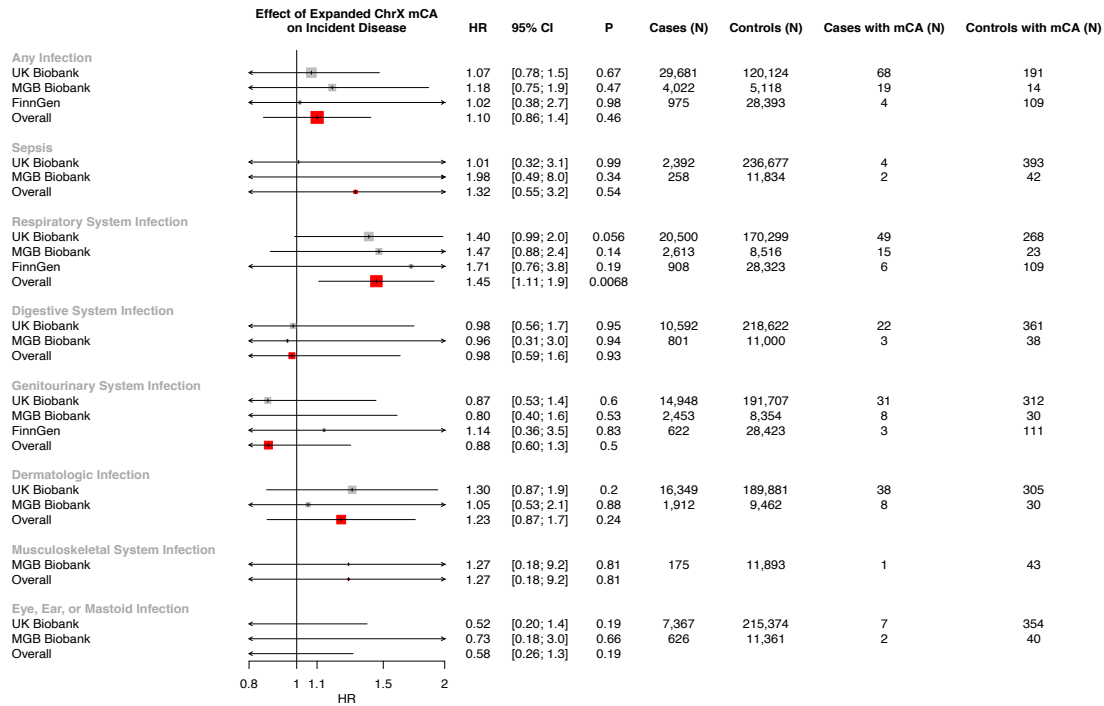 Effect of Expanded ChrX mCA
on Incident Disease HR 95% CI P Cases (N) Controls (N) Cases with mCA (N) Controls with mCA (N)
Any Infection
UK Biobank 1.07 [0.78; 1.5] 0.67 29,681 120,124 68 191
MGB Biobank 1.18 [0.75; 1.9] 0.47 4,022 5,118 19 14
FinnGen 1.02 [0.38; 2.7] 0.98 975 28,393 4 109
Overall 1.10 [0.86; 1.4] 0.46
Sepsis
UK Biobank 1.01 [0.32; 3.1] 0.99 2,392 236,677 4 393
MGB Biobank 1.98 [0.49; 8.0] 0.34 258 11,834 2 42
Overall 1.32 [0.55; 3.2] 0.54
Respiratory System Infection
UK Biobank 1.40 [0.99; 2.0] 0.056 20,500 170,299 49 268
MGB Biobank 1.47 [0.88; 2.4] 0.14 2,613 8,516 15 23
FinnGen 1.71 [0.76; 3.8] 0.19 908 28,323 6 109
Overall 1.45 [1.11; 1.9] 0.0068
Digestive System Infection
UK Biobank 0.98 [0.56; 1.7] 0.95 10,592 218,622 22 361
MGB Biobank 0.96 [0.31; 3.0] 0.94 801 11,000 3 38
Overall 0.98 [0.59; 1.6] 0.93
Genitourinary System Infection
UK Biobank 0.87 [0.53; 1.4] 0.6 14,948 191,707 31 312
MGB Biobank 0.80 [0.40; 1.6] 0.53 2,453 8,354 8 30
FinnGen 1.14 [0.36; 3.5] 0.83 622 28,423 3 111
Overall 0.88 [0.60; 1.3] 0.5
Dermatologic Infection
UK Biobank 1.30 [0.87; 1.9] 0.2 16,349 189,881 38 305
MGB Biobank 1.05 [0.53; 2.1] 0.88 1,912 9,462 8 30
Overall 1.23 [0.87; 1.7] 0.24
Musculoskeletal System Infection
MGB Biobank 1.27 [0.18; 9.2] 0.81 175 11,893 1 43
Overall 1.27 [0.18; 9.2] 0.81
Eye, Ear, or Mastoid Infection
UK Biobank 0.52 [0.20; 1.4] 0.19 7,367 215,374 7 354
MGB Biobank 0.73 [0.18; 3.0] 0.66 626 11,361 2 40
Overall 0.58 [0.26; 1.3] 0.19
0.8 1 1.1 1.5 2
HR